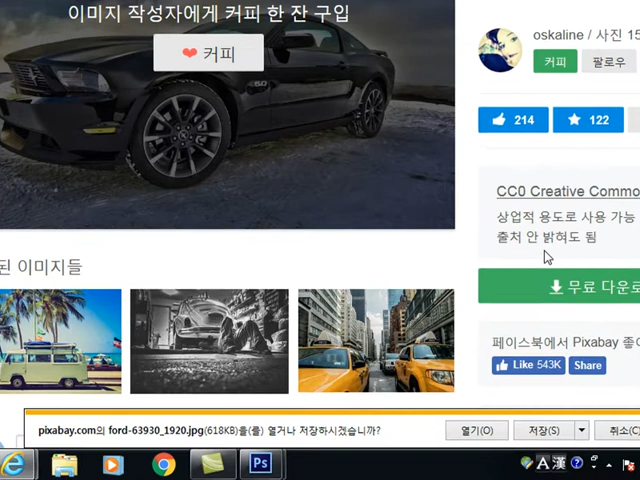 이미지 작성자에게 커피 한 잔 구입
❤ 커피
5.0
oskaline / 사진 15
커피
팔로우
214
122
CC0 Creative Commo
상업적 용도로 사용 가능
출처 안 밝혀도 됨
무료 다운로
된 이미지들
페이스북에서 Pixabay 좋아
Like 543K
Share
pixabay.com의 ford-63930_1920.jpg(618KB)을(를) 열거나 저장하시겠습니까?
열기(O)
저장(S)
취소(C)
Ps
A 漢